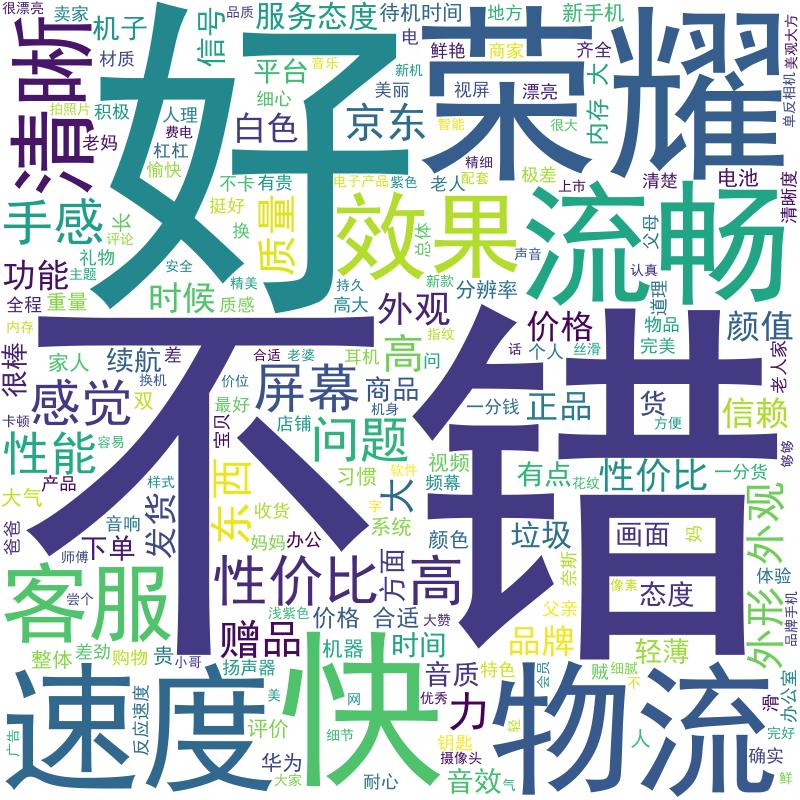 很漂亮
卖家
机子
信号
服务态度
待机时间
地方
新手机
品质
电
鲜艳
商家
齐全
美观大方
清晰
好
荣耀
材质
平台
音乐
新机
美丽
视屏
漂亮
大
内存
单反相机
拍照片
积极
人理
细心
白色
京东
智能
很大
老妈
费电
杠杠
愉快
不卡
有贵
电子产品
紫色
老人
精细
配套
极差
上市
清楚
电池
清晰度
手感
长
换
挺好
质量
效果
流畅
总体
父母
评论
礼物
声音
功能
主题
安全
精美
持久
新款
认真
道理
全程
重量
时候
质感
高大
外观
分辨率
价格
物品
颜值
内存
家人
续航
差
合适
老婆
耳机
高
问
指纹
话
个人
丝滑
完美
老人家
很棒
不错
感觉
换机
双
价位
最好
屏幕
商品
机身
一分钱
正品
货
方便
信赖
卡顿
性能
容易
宝贝
店铺
问题
够够
大气
产品
样式
东西
习惯
视频
软件
有点
花纹
性价比
一分货
爸爸
音响
发货
收货
大
频幕
字
系统
垃圾
画面
妈
外观
外形
师傅
下单
妈妈
办公
方面
颜色
奈斯
体验
客服
尝个
性价比
高
像素
态度
品牌手机
浅紫色
价格
合适
大赞
父亲
赠品
品牌
整体
差劲
购物
贵
小哥
扬声器
机器
时间
音质
特色
会员
贼
细腻
轻薄
不
办公室
滑
速度
快
物流
反应速度
美
网
优秀
力
轻
广告
评价
细节
钥匙
摄像头
人
完好
华为
大家
耐心
音效
气
确实
鲜